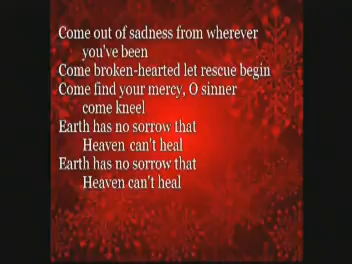 Come out of sadness from wherever
you've been
Come broken-hearted let rescue begin
Come find your mercy, O sinner
come kneel
Earth has no sorrow that
Heaven can't heal
Earth has no sorrow that
Heaven can't heal